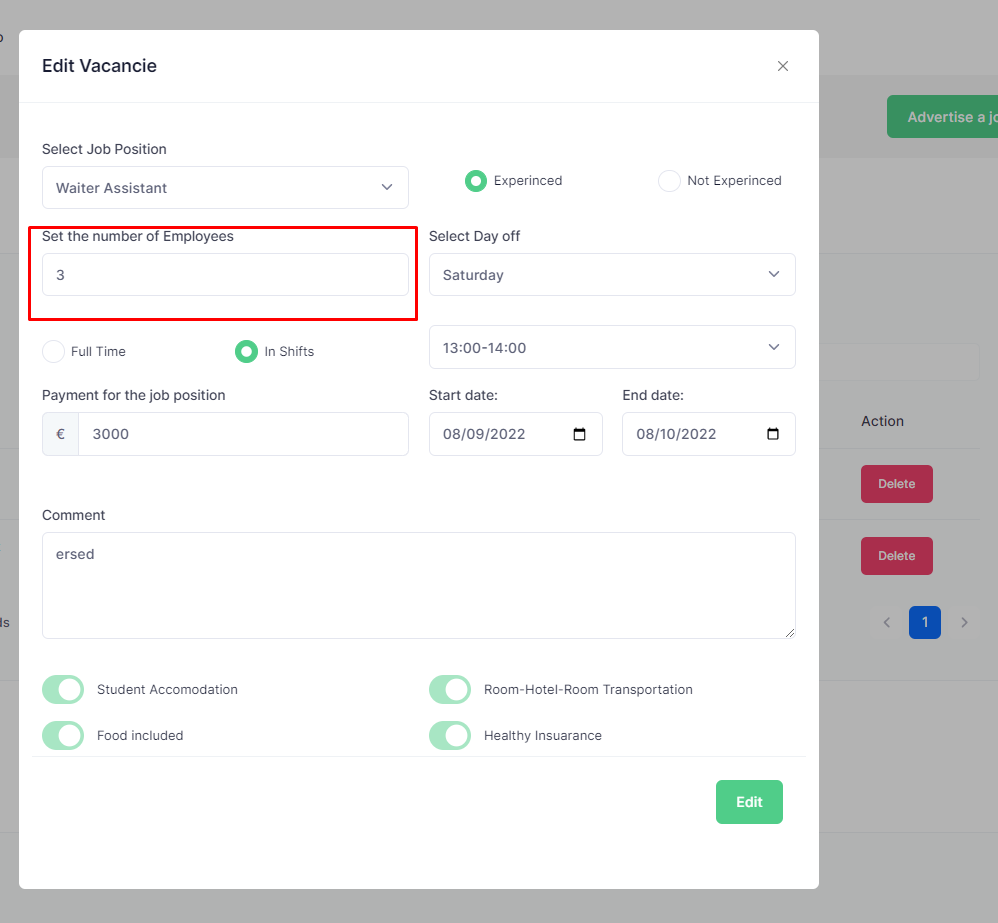 Edit Vacancie
Advertise a jo
Select Job Position
Waiter Assistant
Experinced
Not Experinced
Set the number of Employees
3
Select Day off
Saturday
Full Time
In Shifts
13:00-14:00
Payment for the job position
€ 3000
Start date:
08/09/2022
End date:
08/10/2022
Action
Delete
Comment
ersed
Delete
ds
1
Student Accomodation
Room-Hotel-Room Transportation
Food included
Healthy Insuarance
Edit